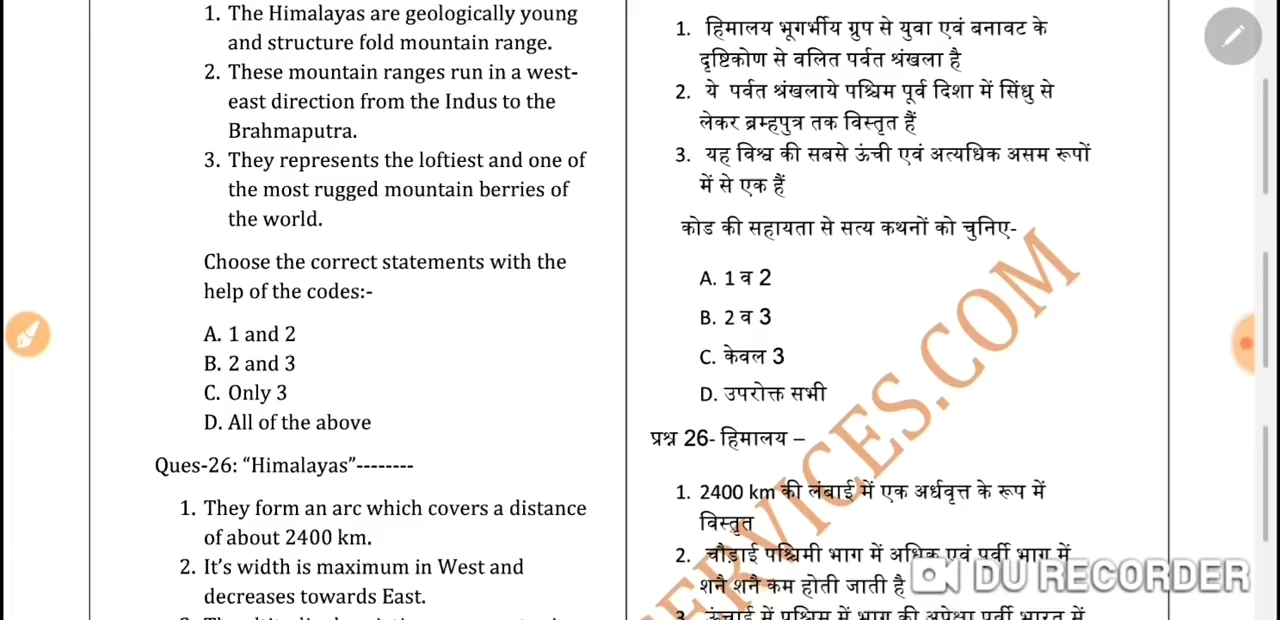 1. The Himalayas are geologically young
and structure fold mountain range.
2. These mountain ranges run in a west-
east direction from the Indus to the
Brahmaputra.
3. They represents the loftiest and one of
the most rugged mountain berries of
the world.
Choose the correct statements with the
help of the codes:-
A. 1 and 2
B. 2 and 3
C. Only 3
D. All of the above
Ques-26: “Himalayas”--------
1. They form an arc which covers a distance
of about 2400 km.
2. It’s width is maximum in West and
decreases towards East.
1. हिमालय भूगर्भीय ग्रुप से युवा एवं बनावट के
दृष्टिकोण से वलित पर्वत श्रंखला है
2. ये पर्वत श्रंखलाये पश्चिम पूर्व दिशा में सिंधु से
लेकर ब्रम्हपुत्र तक विस्तृत हैं
3. यह विश्व की सबसे ऊंची एवं अत्यधिक असम रूपों
में से एक हैं
कोड की सहायता से सत्य कथनों को चुनिए-
A. 1 व 2
B. 2 व 3
C. केवल 3
D. उपरोक्त सभी
प्रश्न 26- हिमालय –
1. 2400 km की लंबाई में एक अर्धवृत्त के रूप में
विस्तृत
2. चौड़ाई पश्चिमी भाग में अधिक एवं पूर्वी भाग में
शनै शनै कम होती जाती है
3. ऊंचाई में पश्चिम में भाग की अपेक्षा पूर्वी भारत में
SERVICES.COM
DU RECORDER